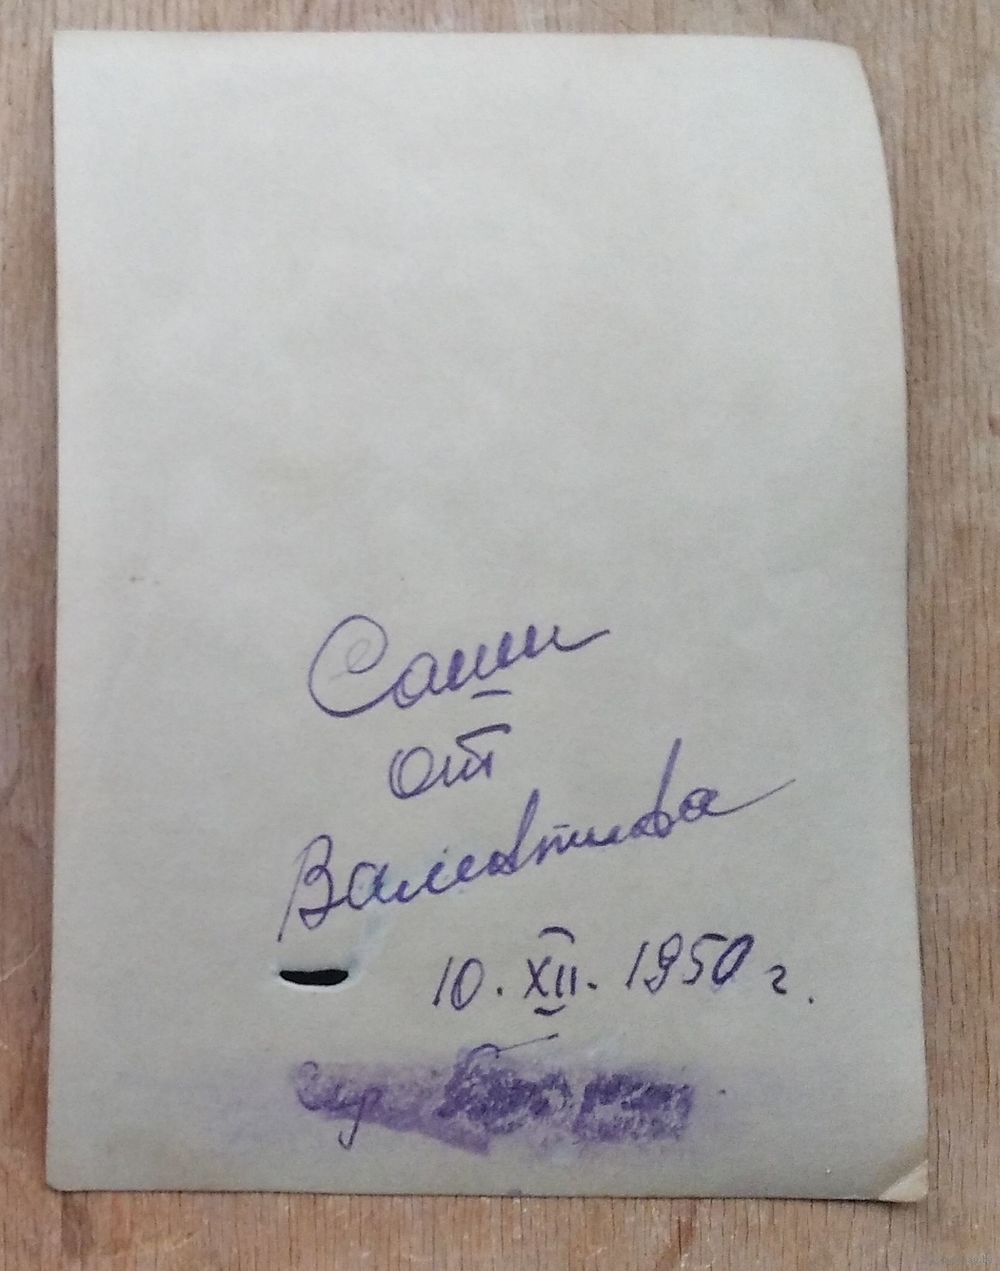 Саши
от
Валентина
10. XII. 1950 г.